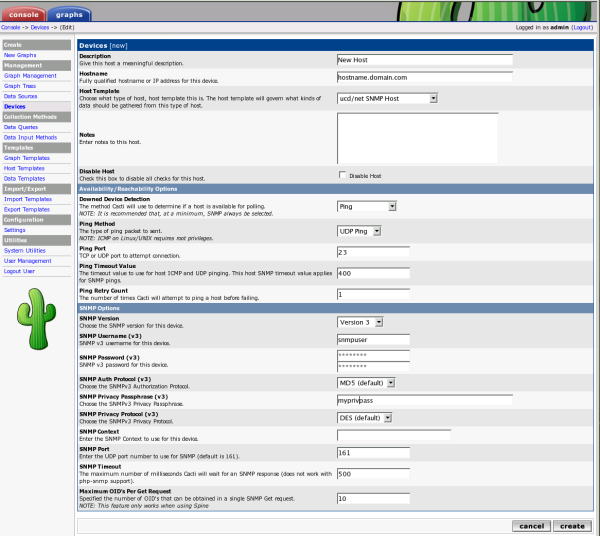 console graphs
Console -> Devices -> (Edit) Logged in as admin (Logout)
Create
New Graphs
Management
Graph Management
Graph Trees
Data Sources
Devices
Collection Methods
Data Queries
Data Input Methods
Templates
Graph Templates
Host Templates
Data Templates
Import/Export
Import Templates
Export Templates
Configuration
Settings
Utilities
System Utilities
User Management
Logout User
Devices [new]
Description
Give this host a meaningful description.
New Host
Hostname
Fully qualified hostname or IP address for this device.
hostname.domain.com
Host Template
Choose what type of host, host template this is. The host template will govern what kinds of
data should be gathered from this type of host.
ucd/net SNMP Host
Notes
Enter notes to this host.
Disable Host
Check this box to disable all checks for this host.
Disable Host
Availability/Reachability Options
Downed Device Detection
The method Cacti will use to determine if a host is available for polling.
NOTE: It is recommended that, at a minimum, SNMP always be selected.
Ping
Ping Method
The type of ping packet to sent.
NOTE: ICMP on Linux/UNIX requires root privileges.
UDP Ping
Ping Port
TCP or UDP port to attempt connection.
23
Ping Timeout Value
The timeout value to use for host ICMP and UDP pinging. This host SNMP timeout value applies
for SNMP pings.
400
Ping Retry Count
The number of times Cacti will attempt to ping a host before failing.
1
SNMP Options
SNMP Version
Choose the SNMP version for this device.
Version 3
SNMP Username (v3)
SNMP v3 username for this device.
snmpuser
SNMP Password (v3)
SNMP v3 password for this device.
********
********
SNMP Auth Protocol (v3)
Choose the SNMPv3 Authorization Protocol.
MD5 (default)
SNMP Privacy Passphrase (v3)
Choose the SNMPv3 Privacy Passphrase.
myprivpass
SNMP Privacy Protocol (v3)
Choose the SNMPv3 Privacy Protocol.
DES (default)
SNMP Context
Enter the SNMP Context to use for this device.
SNMP Port
Enter the UDP port number to use for SNMP (default is 161).
161
SNMP Timeout
The maximum number of milliseconds Cacti will wait for an SNMP response (does not work with
php-snmp support).
500
Maximum OID's Per Get Request
Specified the number of OID's that can be obtained in a single SNMP Get request.
NOTE: This feature only works when using Spine
10
cancel create